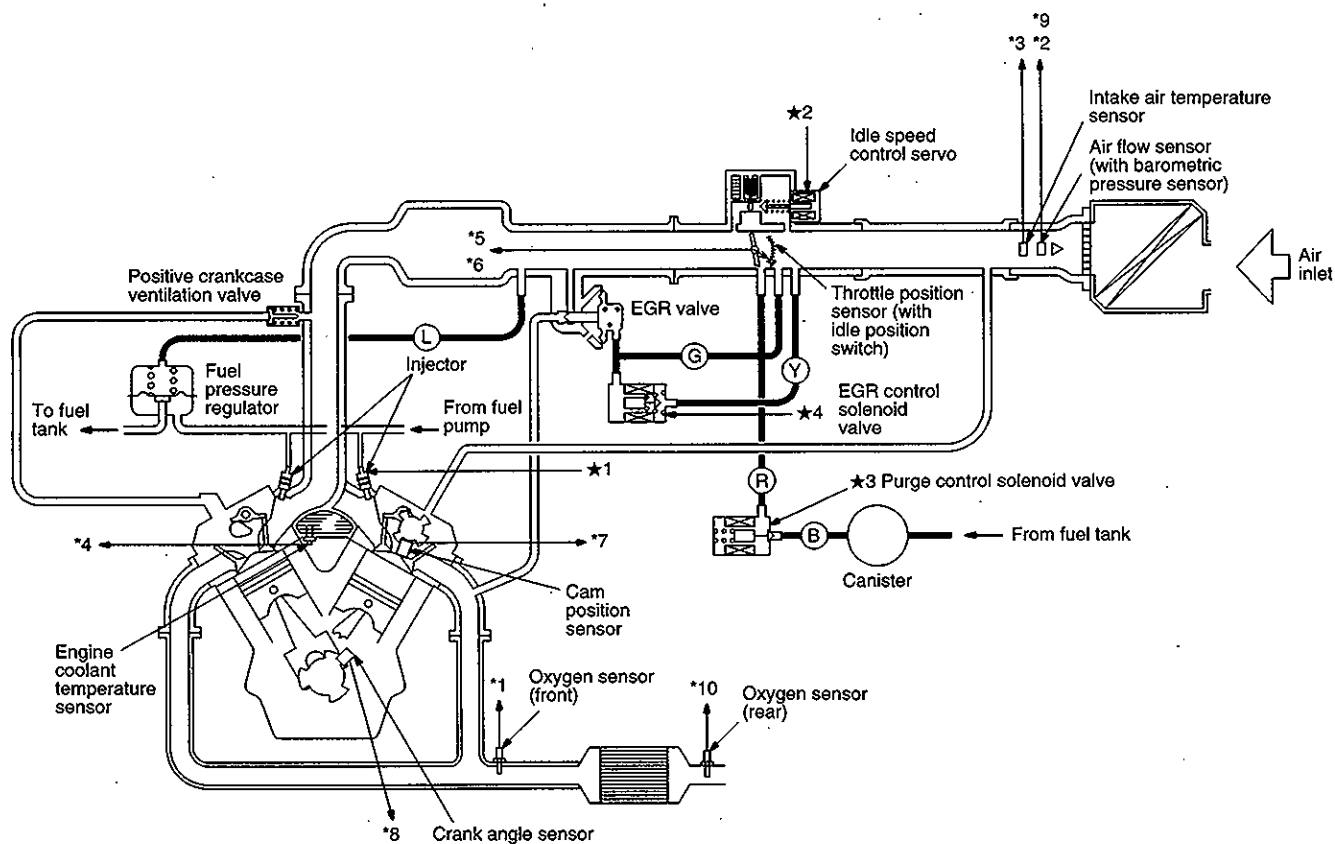 *9
*3 *2
Intake air temperature
sensor
★2
Idle speed
control servo
Air flow sensor
(with barometric
pressure sensor)
*5
*6
Air
inlet
Positive crankcase
ventilation valve
EGR valve
Throttle position
sensor (with
idle position
switch)
L
G
Y
Injector
Fuel
pressure
regulator
EGR control
solenoid
valve
To fuel
tank
From fuel
pump
★4
★1
R
★3 Purge control solenoid valve
*4
*7
B
From fuel tank
Canister
Cam
position
sensor
Engine
coolant
temperature
sensor
*1
Oxygen sensor
(front)
*10
Oxygen sensor
(rear)
*8
Crank angle sensor